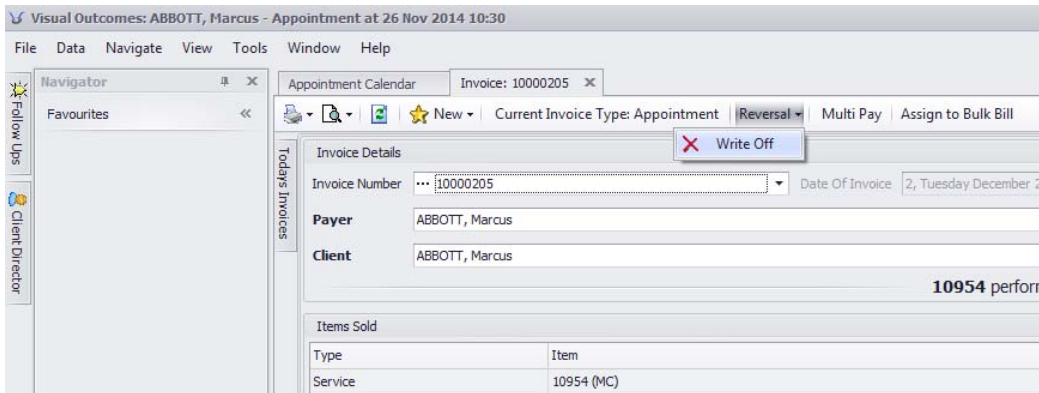 Visual Outcomes: ABBOTT, Marcus - Appointment at 26 Nov 2014 10:30
File Data Navigate View Tools Window Help
Navigator
Favourites
Follow Ups
Client Director
Appointment Calendar Invoice: 10000205
New Current Invoice Type: Appointment Reversal Multi Pay Assign to Bulk Bill
Write Off
Todays Invoices
Invoice Details
Invoice Number ... 10000205 Date Of Invoice 2, Tuesday December 2
Payer ABBOTT, Marcus
Client ABBOTT, Marcus
10954 perfor
Items Sold
Type Item
Service 10954 (MC)